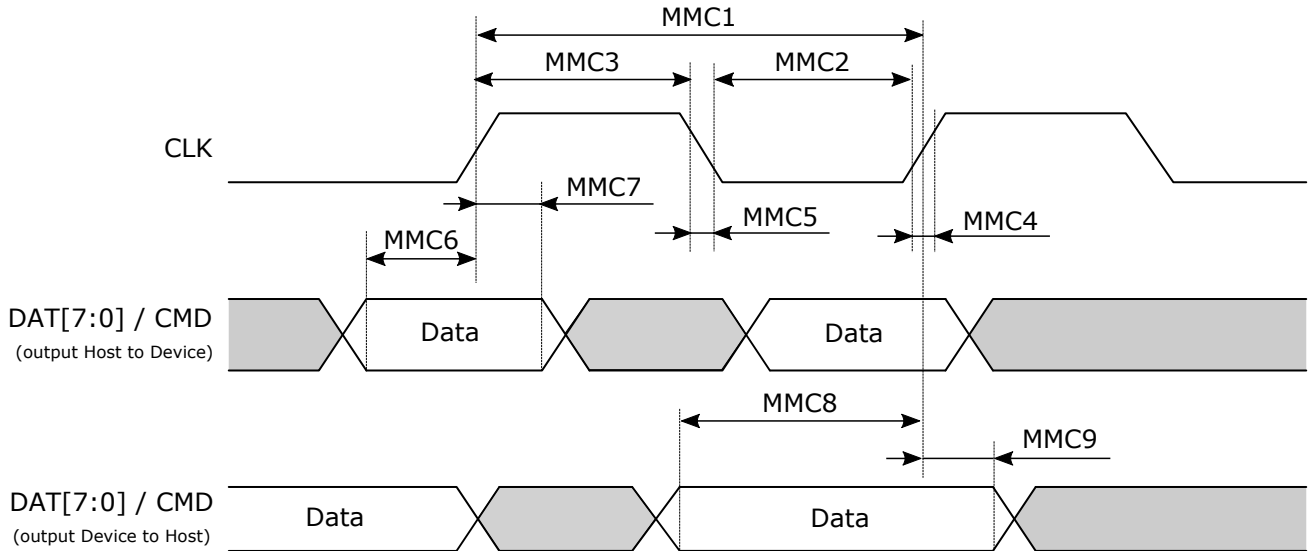 MMC1
MMC3
MMC2
CLK
MMC7
MMC5
MMC4
MMC6
DAT[7:0] / CMD
(output Host to Device)
Data
Data
MMC8
MMC9
DAT[7:0] / CMD
(output Device to Host)
Data
Data